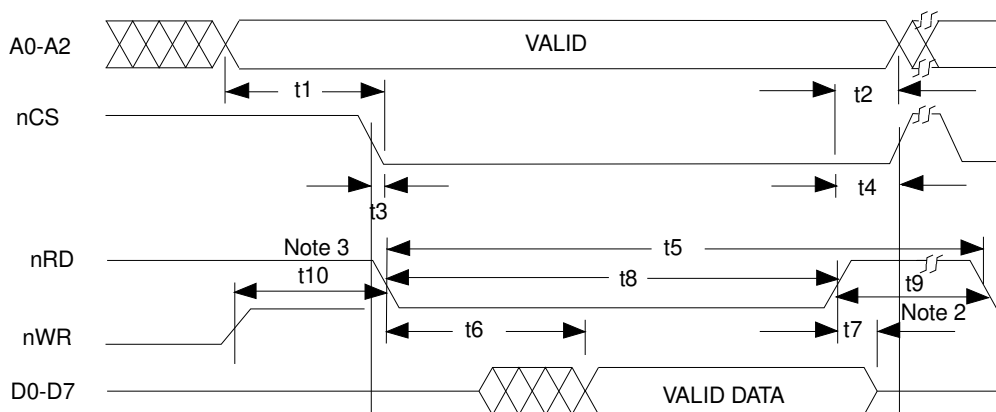 A0-A2
VALID
t1
t2
nCS
t3
t4
nRD
Note 3
t5
t10
t8
t9
Note 2
nWR
t6
t7
D0-D7
VALID DATA